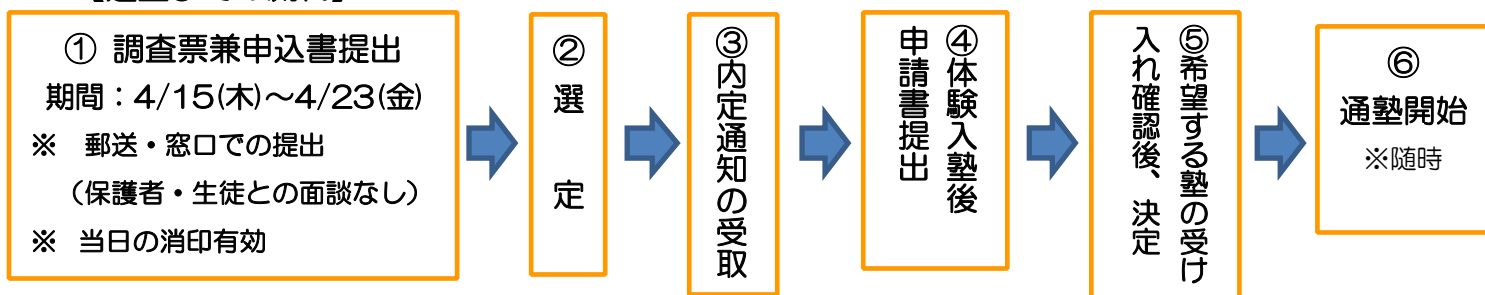 ① 調査票兼申込書提出
期間：4/15(木)～4/23(金)
※ 郵送・窓口での提出
（保護者・生徒との面談なし）
※ 当日の消印有効
②選定
③内定通知の受取
④体験入塾後
申請書提出
⑤希望する塾の受け
入れ確認後、決定
⑥
通塾開始
※随時